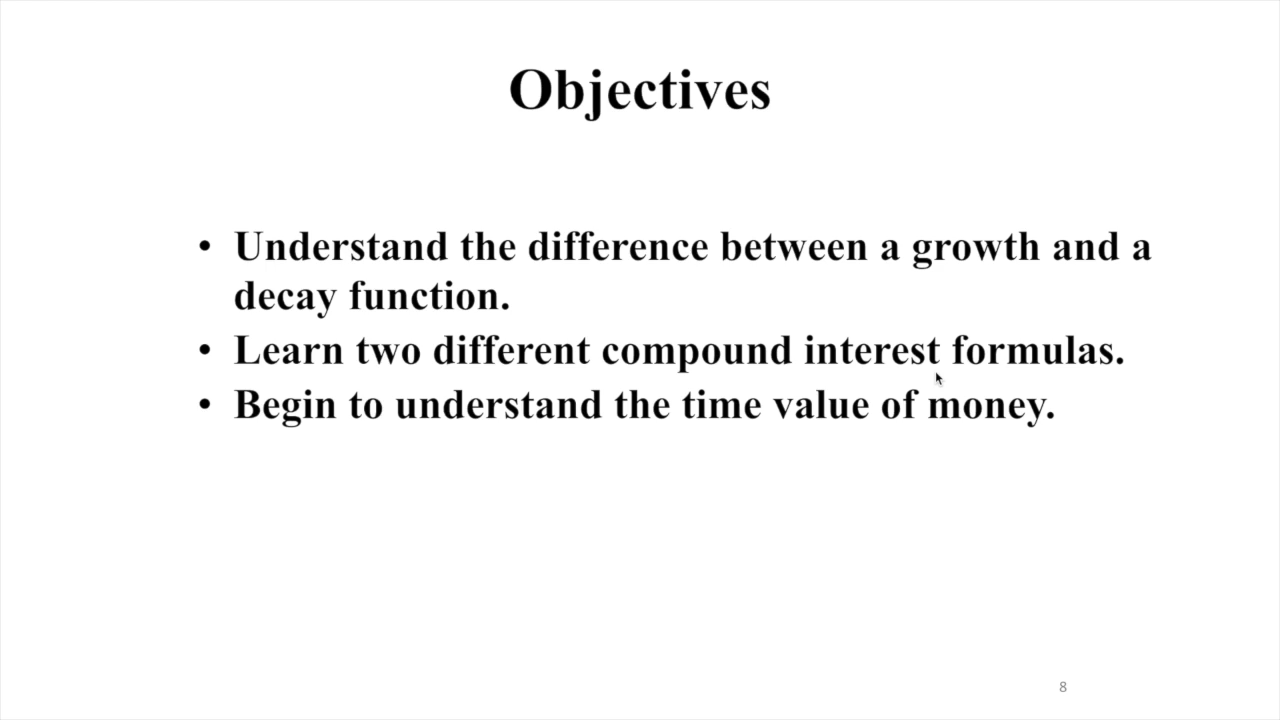 Objectives
• Understand the difference between a growth and a
decay function.
• Learn two different compound interest formulas.
• Begin to understand the time value of money.
8